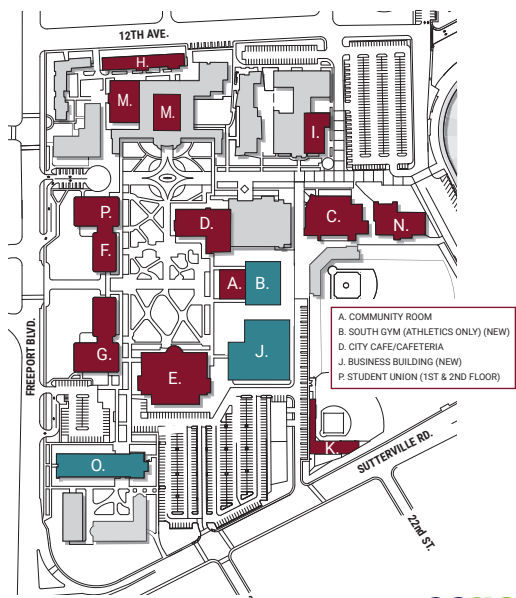 12TH AVE.
H.
M.
M.
I.
P.
D.
C.
N.
F.
A.
B.
A. COMMUNITY ROOM
B. SOUTH GYM (ATHLETICS ONLY) (NEW)
D. CITY CAFE/CAFETERIA
J. BUSINESS BUILDING (NEW)
P. STUDENT UNION (1ST & 2ND FLOOR)
FREEPORT BLVD.
G.
J.
E.
K.
SUTTERVILLE RD.
O.
22nd ST.